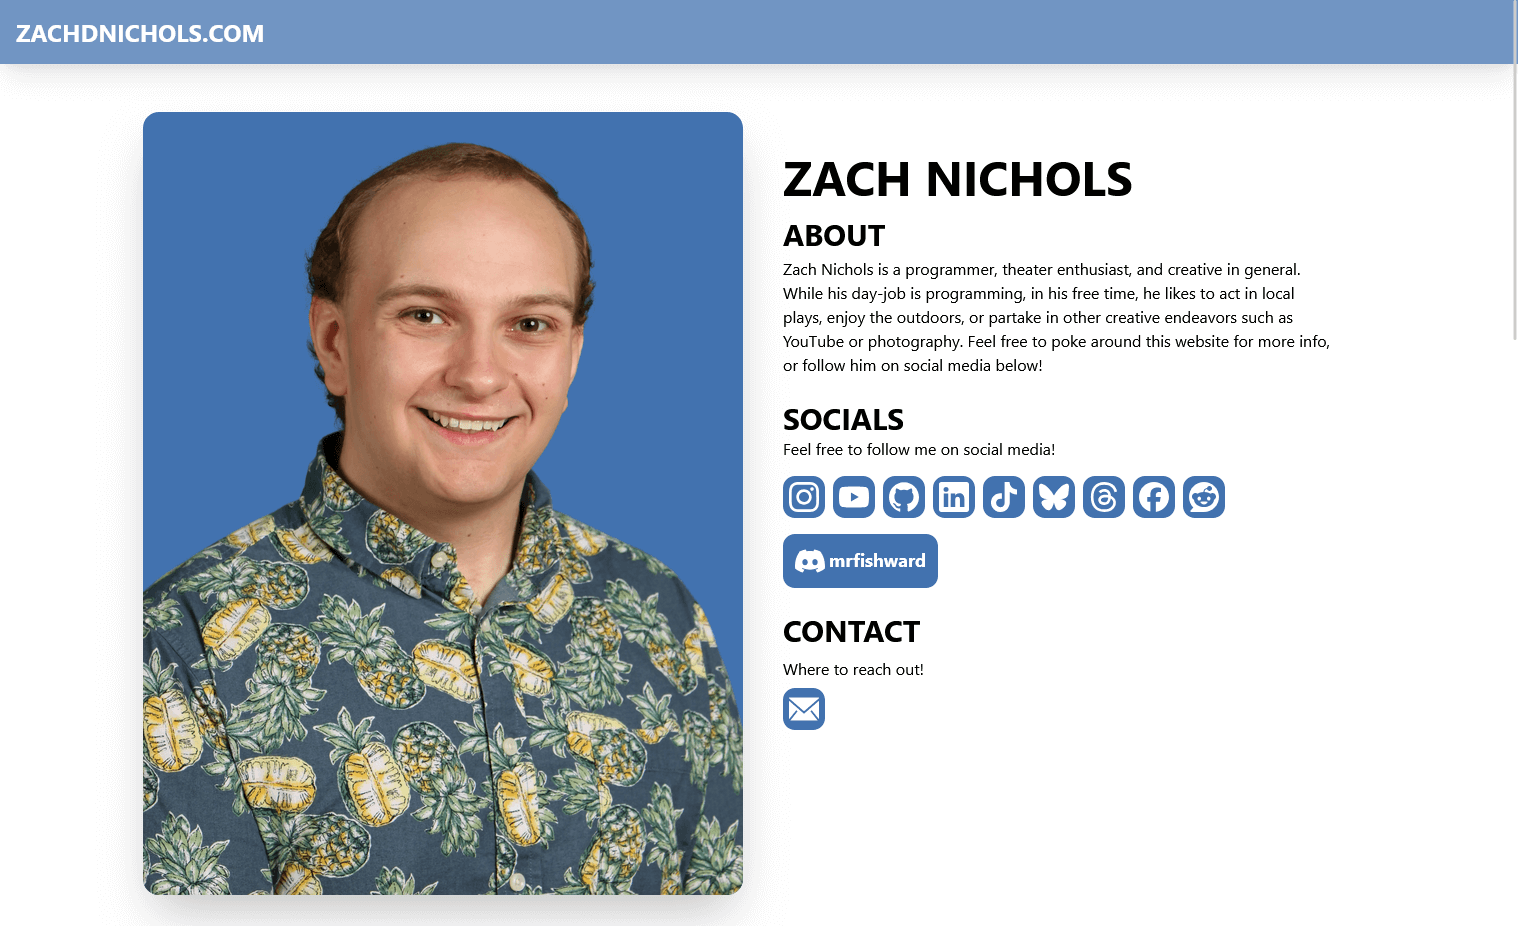 ZACHDNICHOLS.COM
ZACH NICHOLS
ABOUT
Zach Nichols is a programmer, theater enthusiast, and creative in general.
While his day-job is programming, in his free time, he likes to act in local
plays, enjoy the outdoors, or partake in other creative endeavors such as
YouTube or photography. Feel free to poke around this website for more info,
or follow him on social media below!
SOCIALS
Feel free to follow me on social media!
mrfishward
CONTACT
Where to reach out!